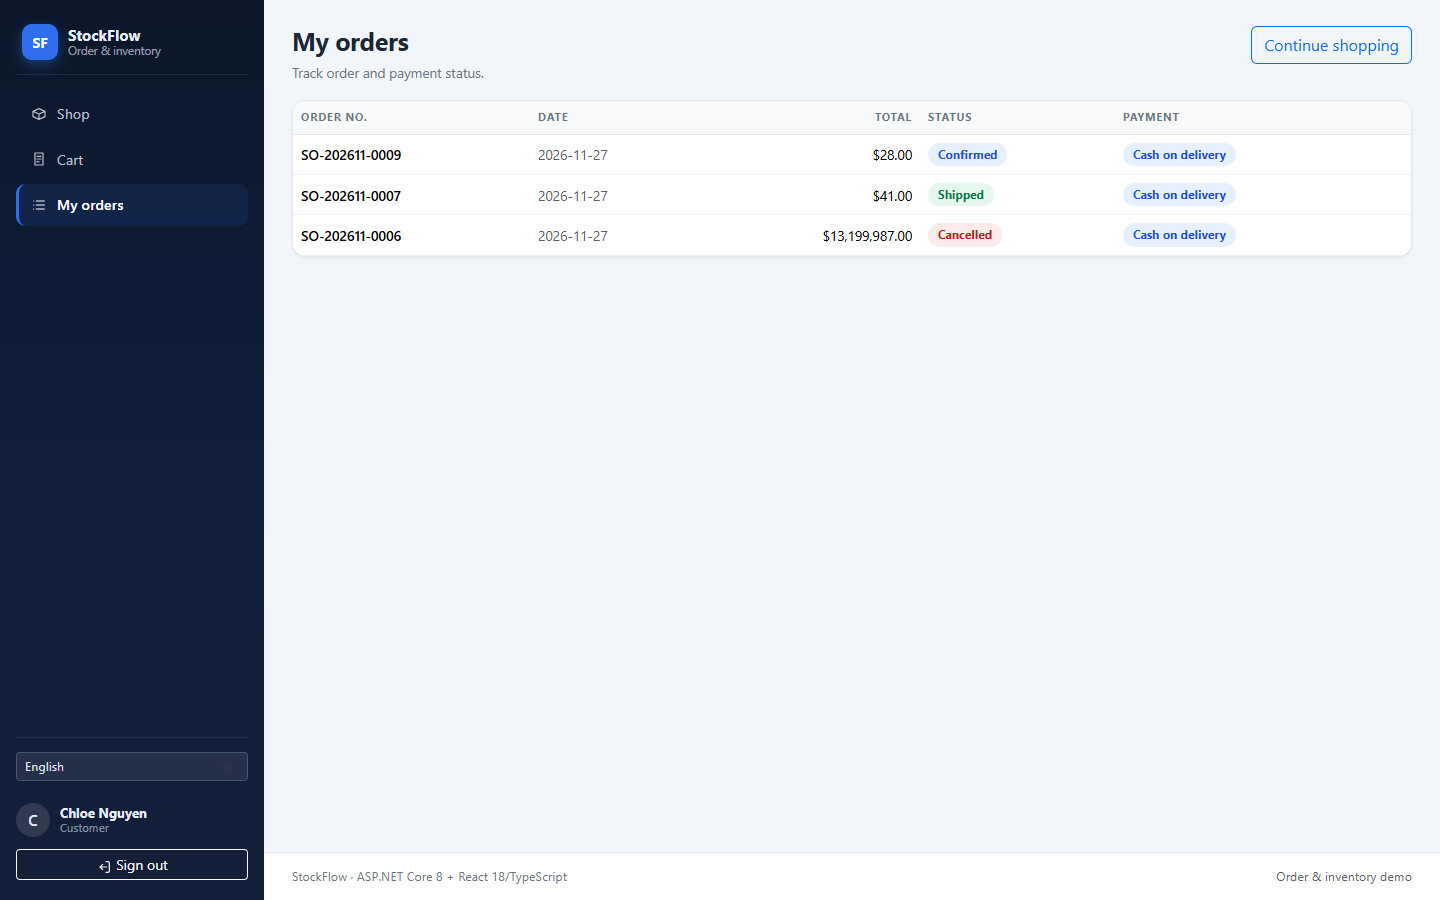 SF
StockFlow
Order & inventory
Shop
Cart
My orders
English
C
Chloe Nguyen
Customer
Sign out
My orders
Track order and payment status.
Continue shopping
ORDER NO. DATE TOTAL STATUS PAYMENT
SO-202611-0009 2026-11-27 $28.00 Confirmed Cash on delivery
SO-202611-0007 2026-11-27 $41.00 Shipped Cash on delivery
SO-202611-0006 2026-11-27 $13,199,987.00 Cancelled Cash on delivery
StockFlow · ASP.NET Core 8 + React 18/TypeScript
Order & inventory demo